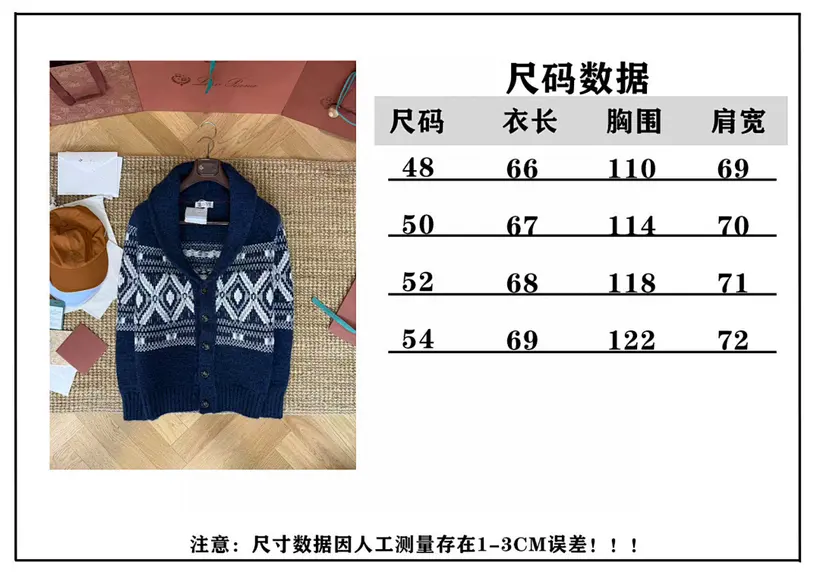 Loro Piana
尺码数据
尺码 衣长 胸围 肩宽
48 66 110 69
50 67 114 70
52 68 118 71
54 69 122 72
注意：尺寸数据因人工测量存在1-3CM误差！！！